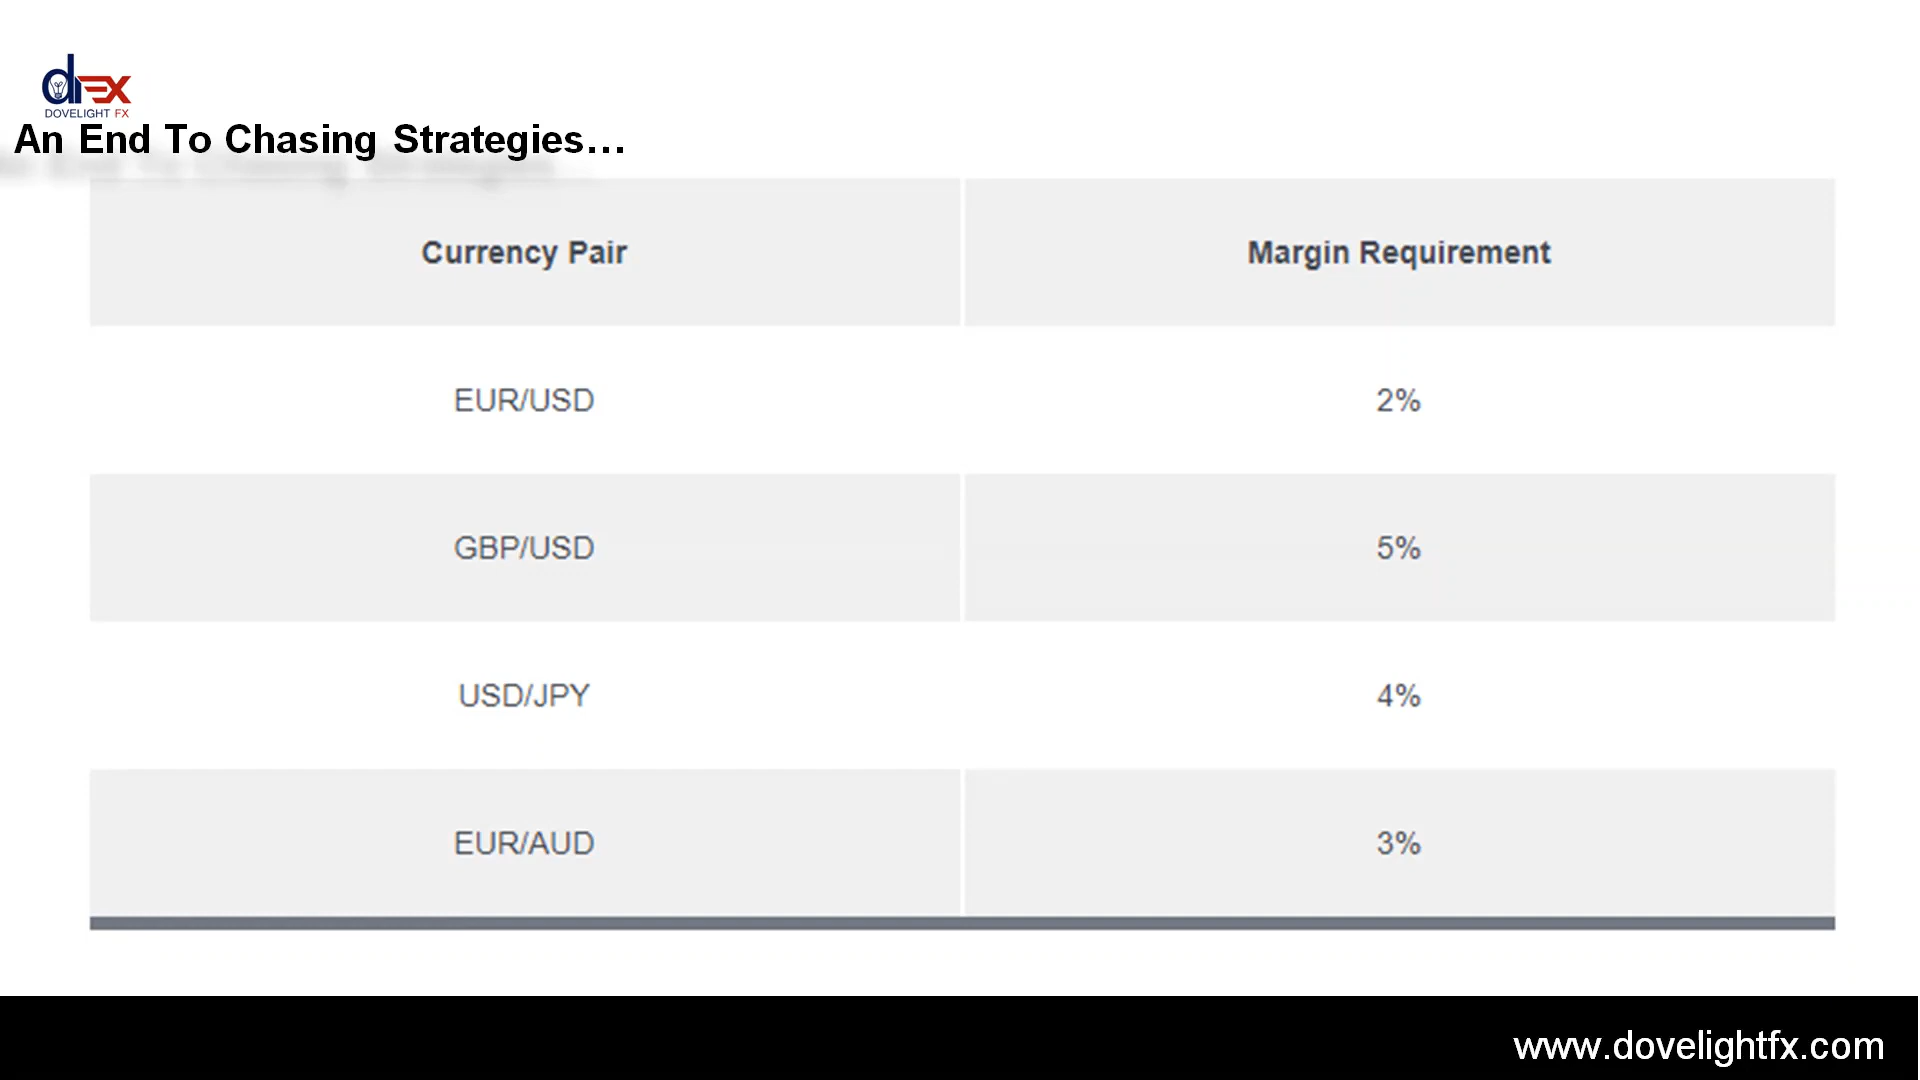 DOVELIGHT FX
An End To Chasing Strategies...
Currency Pair Margin Requirement
EUR/USD 2%
GBP/USD 5%
USD/JPY 4%
EUR/AUD 3%
www.dovelightfx.com